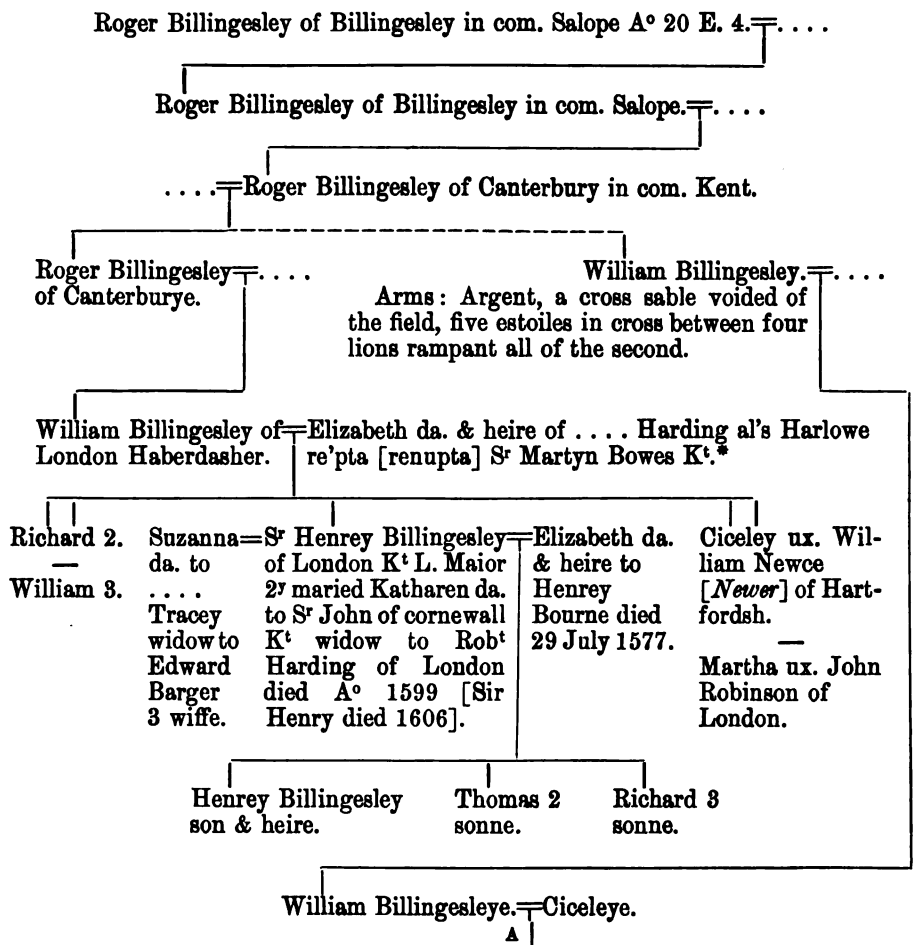 Roger Billingesley of Billingesley in com. Salope Aº 20 E. 4.=. . . .
Roger Billingesley of Billingesley in com. Salope.=. . . .
. . . .=Roger Billingesley of Canterbury in com. Kent.
Roger Billingesley=. . . .
of Canterburye.
William Billingesley.=. . . .
Arms : Argent, a cross sable voided of
the field, five estoiles in cross between four
lions rampant all of the second.
William Billingesley of=Elizabeth da. & heire of . . . . Harding al's Harlowe
London Haberdasher. re'pta [renupta] Sʳ Martyn Bowes Kᵗ.*
Richard 2.
—
William 3.
Suzanna=
da. to
. . . .
Tracey
widow to
Edward
Barger
3 wiffe.
Sʳ Henrey Billingesley=
of London Kᵗ L. Maior
2ʸ maried Katharen da.
to Sʳ John of cornewall
Kᵗ widow to Robᵗ
Harding of London
died Aº 1599 [Sir
Henry died 1606].
Elizabeth da.
& heire to
Henrey
Bourne died
29 July 1577.
Ciceley ux. Wil-
liam Newce
[Newer] of Hart-
fordsh.
—
Martha ux. John
Robinson of
London.
Henrey Billingesley
son & heire.
Thomas 2
sonne.
Richard 3
sonne.
William Billingesleye.=Ciceleye.
A